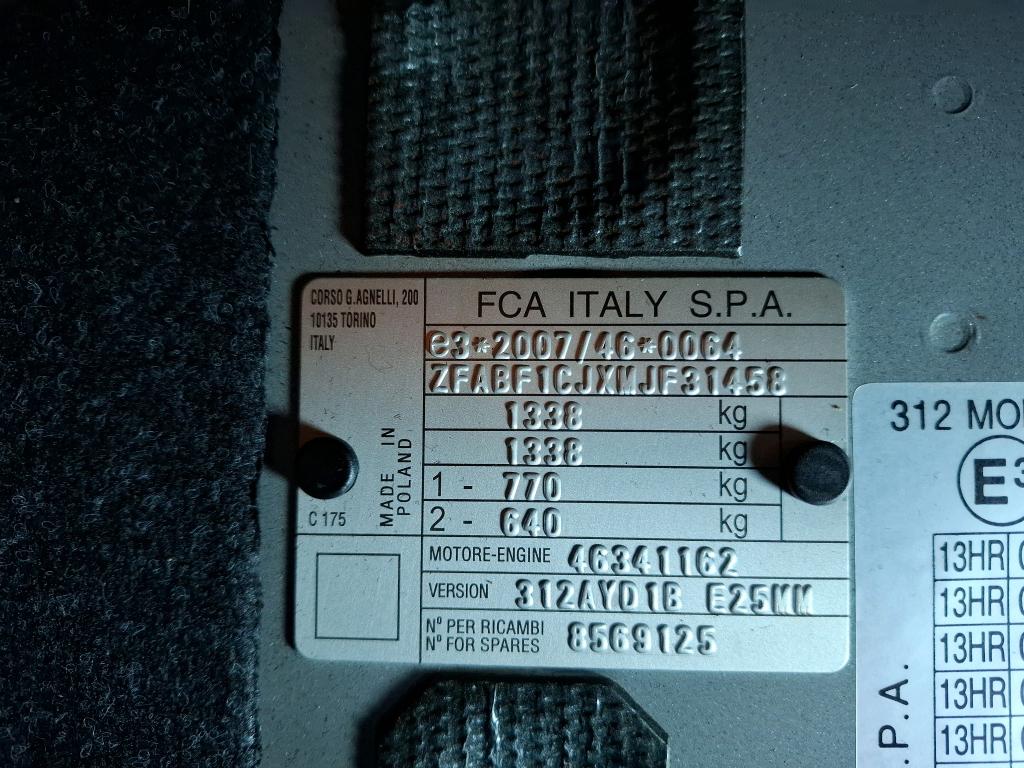 CORSO G.AGNELLI, 200
10135 TORINO
ITALY
MADE IN
POLAND
C 175
FCA ITALY S.P.A.
e3*2007/46*0064
ZFABF1CJXMJF31458
1338 kg
1338 kg
1 - 770 kg
2 - 640 kg
MOTORE-ENGINE 46341162
VERSION 312AYD1B E25MM
Nº PER RICAMBI
Nº FOR SPARES 8569125
312
E3
13HR
13HR
13HR
13HR
13HR
.P.A.